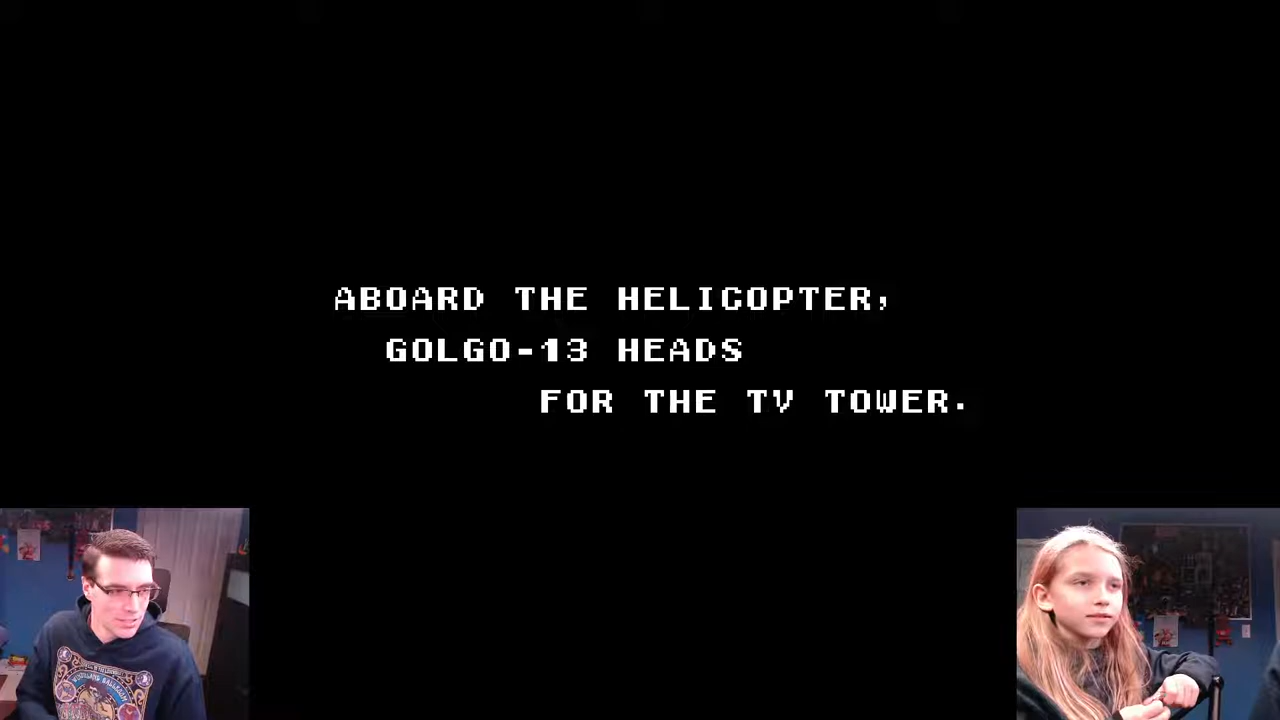 ABOARD THE HELICOPTER,
GOLGO-13 HEADS
FOR THE TV TOWER.